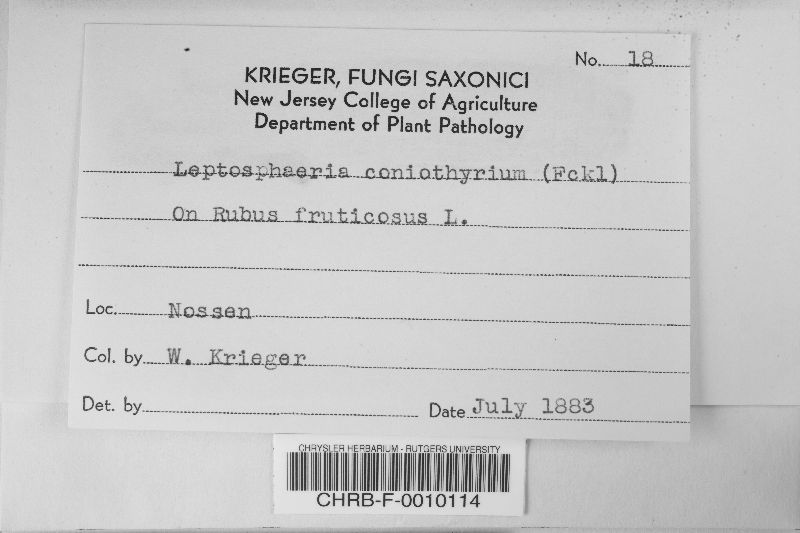 No. 18
KRIEGER, FUNGI SAXONICI
New Jersey College of Agriculture
Department of Plant Pathology
Leptosphaeria coniothyrium (Fckl)
On Rubus fruticosus L.
Loc. Nossen
Col. by W. Krieger
Det. by
Date July 1883
CHRYSLER HERBARIUM - RUTGERS UNIVERSITY
CHRB-F-0010114